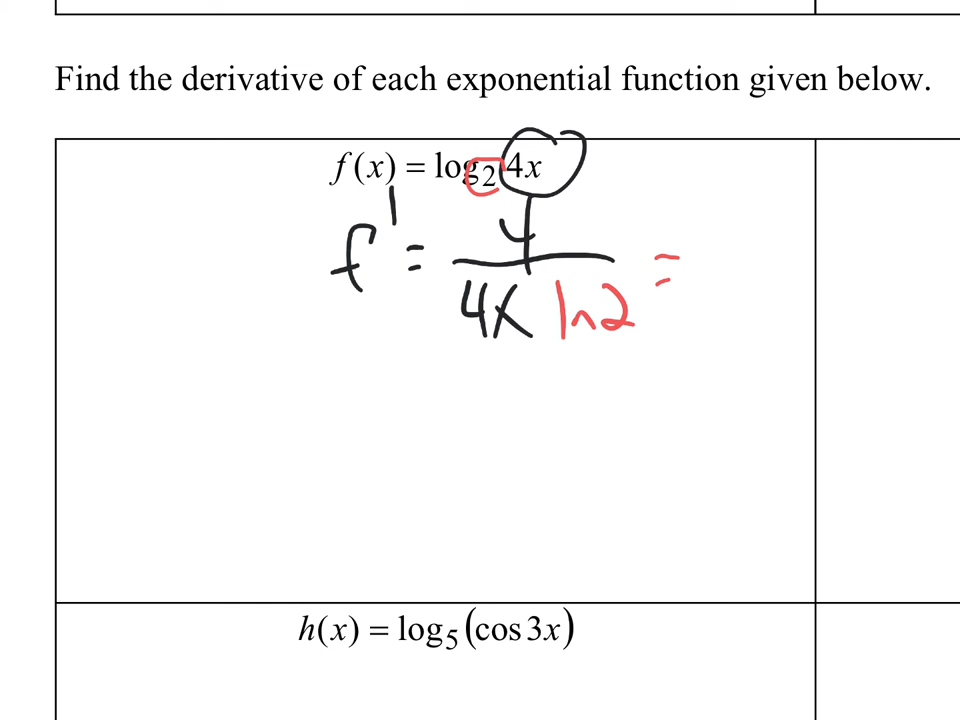 Find the derivative of each exponential function given below.
f(x) = log₂ 4x
f' = 4 / 4x ln2 =
h(x) = log₅ (cos 3x)